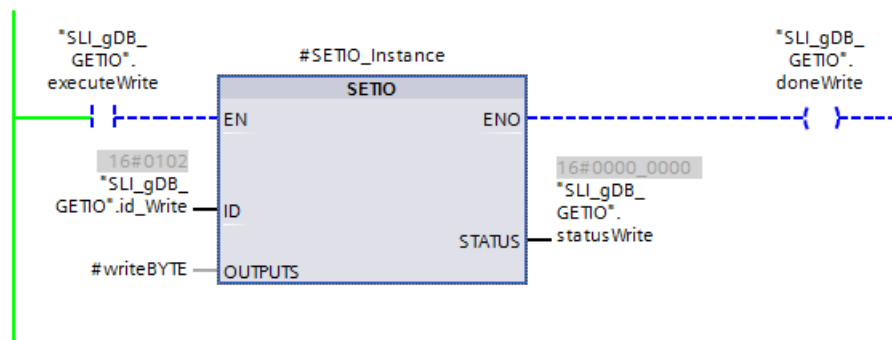 "SLI_gDB_
GETIO".
executeWrite
#SETIO_Instance
"SLI_gDB_
GETIO".
doneWrite
SETIO
EN
ENO
16#0102
"SLI_gDB_
GETIO".id_Write
ID
16#0000_0000
"SLI_gDB_
GETIO".
statusWrite
STATUS
#writeBYTE
OUTPUTS